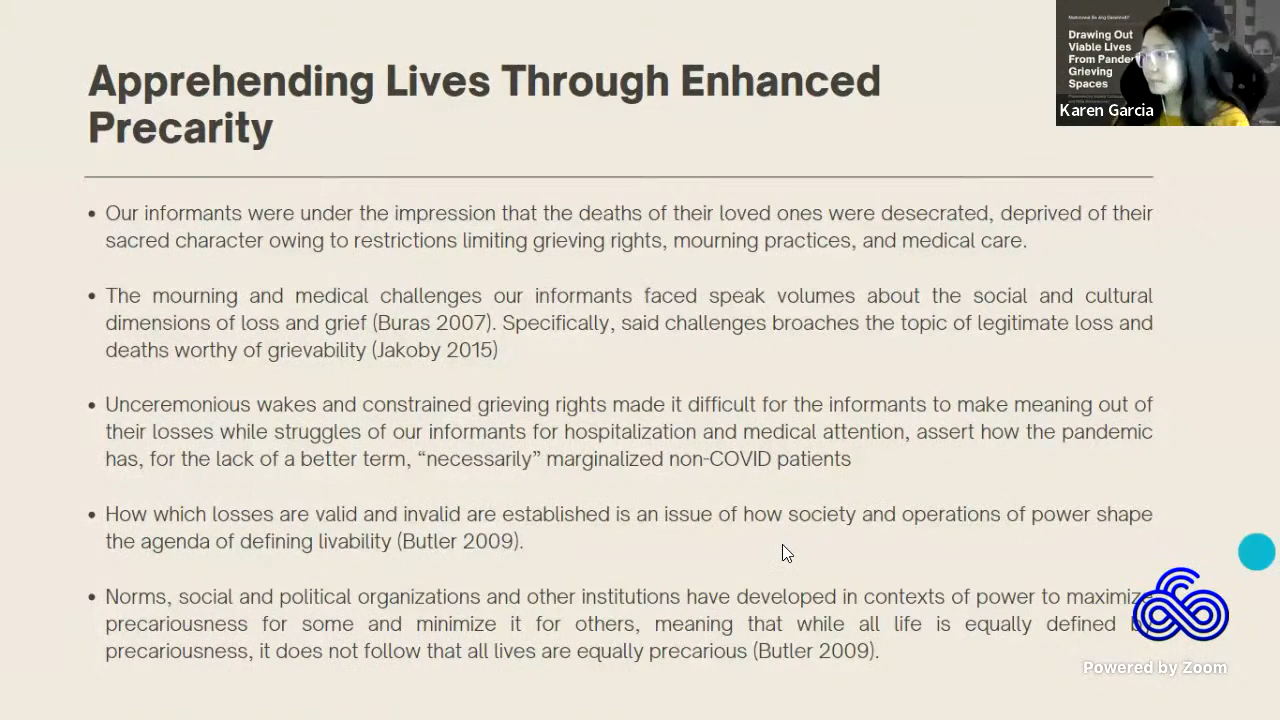 Apprehending Lives Through Enhanced
Precarity
• Our informants were under the impression that the deaths of their loved ones were desecrated, deprived of their
sacred character owing to restrictions limiting grieving rights, mourning practices, and medical care.
• The mourning and medical challenges our informants faced speak volumes about the social and cultural
dimensions of loss and grief (Buras 2007). Specifically, said challenges broaches the topic of legitimate loss and
deaths worthy of grievability (Jakoby 2015)
• Unceremonious wakes and constrained grieving rights made it difficult for the informants to make meaning out of
their losses while struggles of our informants for hospitalization and medical attention, assert how the pandemic
has, for the lack of a better term, “necessarily” marginalized non-COVID patients
• How which losses are valid and invalid are established is an issue of how society and operations of power shape
the agenda of defining livability (Butler 2009).
• Norms, social and political organizations and other institutions have developed in contexts of power to maximize
precariousness for some and minimize it for others, meaning that while all life is equally defined by
precariousness, it does not follow that all lives are equally precarious (Butler 2009).
Drawing Out
Viable Lives
From Pande
Grieving
Spaces
Karen Garcia
Powered by Zoom